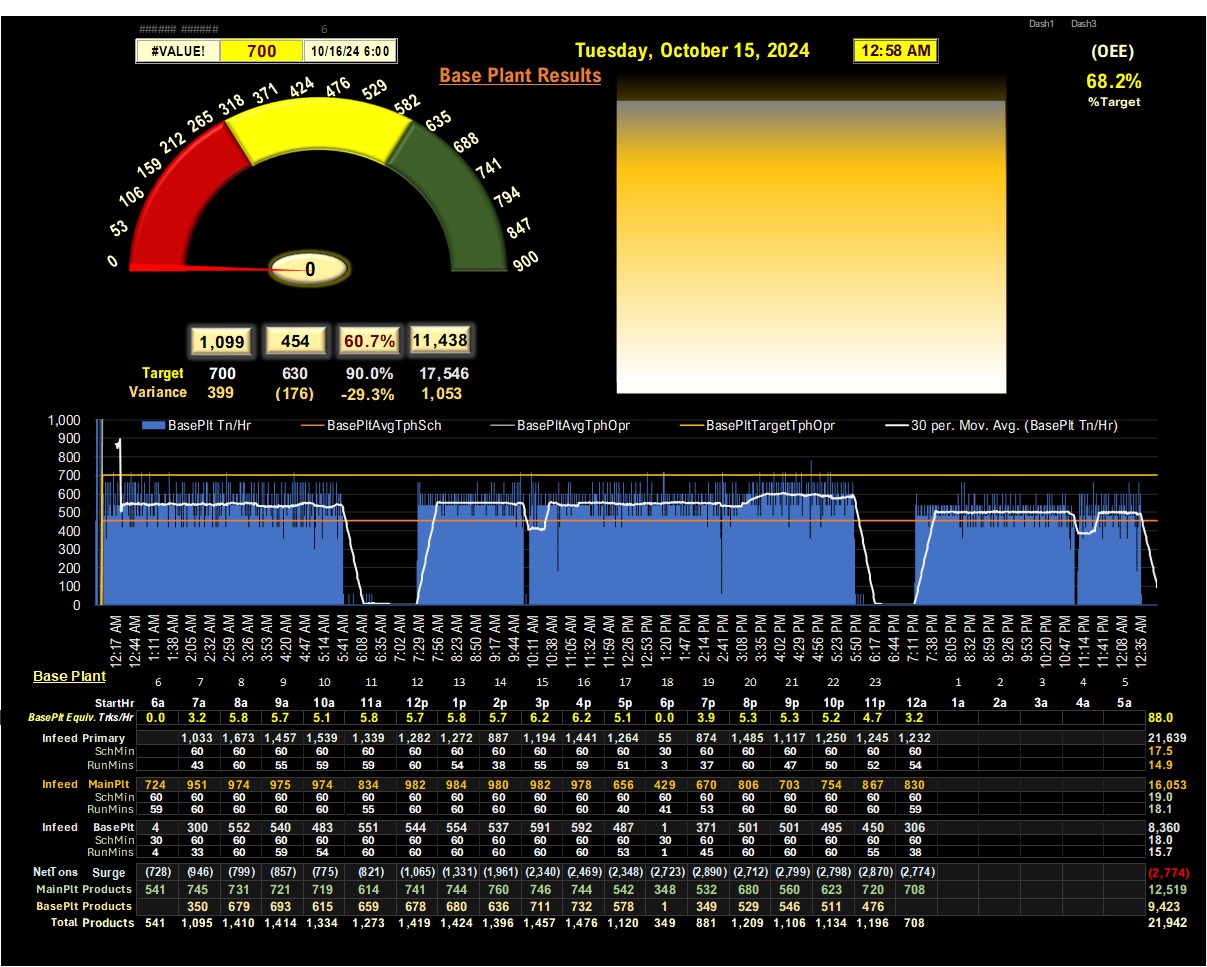 ###### ###### 6 Dash1 Dash3
#VALUE! 700 10/16/24 6:00 Tuesday, October 15, 2024 12:58 AM (OEE)
Base Plant Results 68.2%
%Target
0 53 106 159 212 265 318 371 424 476 529 582 635 688 741 794 847 900
0
1,099 454 60.7% 11,438
Target 700 630 90.0% 17,546
Variance 399 (176) -29.3% 1,053
BasePlt Tn/Hr BasePltAvgTphSch BasePltAvgTphOpr BasePltTargetTphOpr 30 per. Mov. Avg. (BasePlt Tn/Hr)
1,000
900
800
700
600
500
400
300
200
100
0
12:17 AM 12:44 AM 1:11 AM 1:38 AM 2:05 AM 2:32 AM 2:59 AM 3:26 AM 3:53 AM 4:20 AM 4:47 AM 5:14 AM 5:41 AM 6:08 AM 6:35 AM 7:02 AM 7:29 AM 7:56 AM 8:23 AM 8:50 AM 9:17 AM 9:44 AM 10:11 AM 10:38 AM 11:05 AM 11:32 AM 11:59 AM 12:26 PM 12:53 PM 1:20 PM 1:47 PM 2:14 PM 2:41 PM 3:08 PM 3:35 PM 4:02 PM 4:29 PM 4:56 PM 5:23 PM 5:50 PM 6:17 PM 6:44 PM 7:11 PM 7:38 PM 8:05 PM 8:32 PM 8:59 PM 9:26 PM 9:53 PM 10:20 PM 10:47 PM 11:14 PM 11:41 PM 12:08 AM 12:35 AM
Base Plant 6 7 8 9 10 11 12 13 14 15 16 17 18 19 20 21 22 23 1 2 3 4 5
StartHr 6a 7a 8a 9a 10a 11a 12p 1p 2p 3p 4p 5p 6p 7p 8p 9p 10p 11p 12a 1a 2a 3a 4a 5a
BasePlt Equiv. Trks/Hr 0.0 3.2 5.8 5.7 5.1 5.8 5.7 5.8 5.7 6.2 6.2 5.1 0.0 3.9 5.3 5.3 5.2 4.7 3.2 88.0
Infeed Primary 1,033 1,673 1,457 1,539 1,339 1,282 1,272 887 1,194 1,441 1,264 55 874 1,485 1,117 1,250 1,245 1,232 21,639
SchMin 60 60 60 60 60 60 60 60 60 60 60 30 60 60 60 60 60 60 17.5
RunMins 43 60 55 59 59 60 54 38 55 59 51 3 37 60 47 50 52 54 14.9
Infeed MainPlt 724 951 974 975 974 834 982 984 980 982 978 656 429 670 806 703 754 867 830 16,053
SchMin 60 60 60 60 60 60 60 60 60 60 60 60 60 60 60 60 60 60 60 19.0
RunMins 59 60 60 60 60 55 60 60 60 60 60 40 41 53 60 60 60 60 59 18.1
Infeed BasePlt 4 300 552 540 483 551 544 554 537 591 592 487 1 371 501 501 495 450 306 8,360
SchMin 30 60 60 60 60 60 60 60 60 60 60 60 30 60 60 60 60 60 60 18.0
RunMins 4 33 60 59 54 60 60 60 60 60 60 53 1 45 60 60 60 55 38 15.7
NetTons Surge (728) (946) (799) (857) (775) (821) (1,065) (1,331) (1,961) (2,340) (2,469) (2,348) (2,723) (2,890) (2,712) (2,799) (2,798) (2,870) (2,774) (2,774)
MainPlt Products 541 745 731 721 719 614 741 744 760 746 744 542 348 532 680 560 623 720 708 12,519
BasePlt Products 350 679 693 615 659 678 680 636 711 732 578 1 349 529 546 511 476 9,423
Total Products 541 1,095 1,410 1,414 1,334 1,273 1,419 1,424 1,396 1,457 1,476 1,120 349 881 1,209 1,106 1,134 1,196 708 21,942